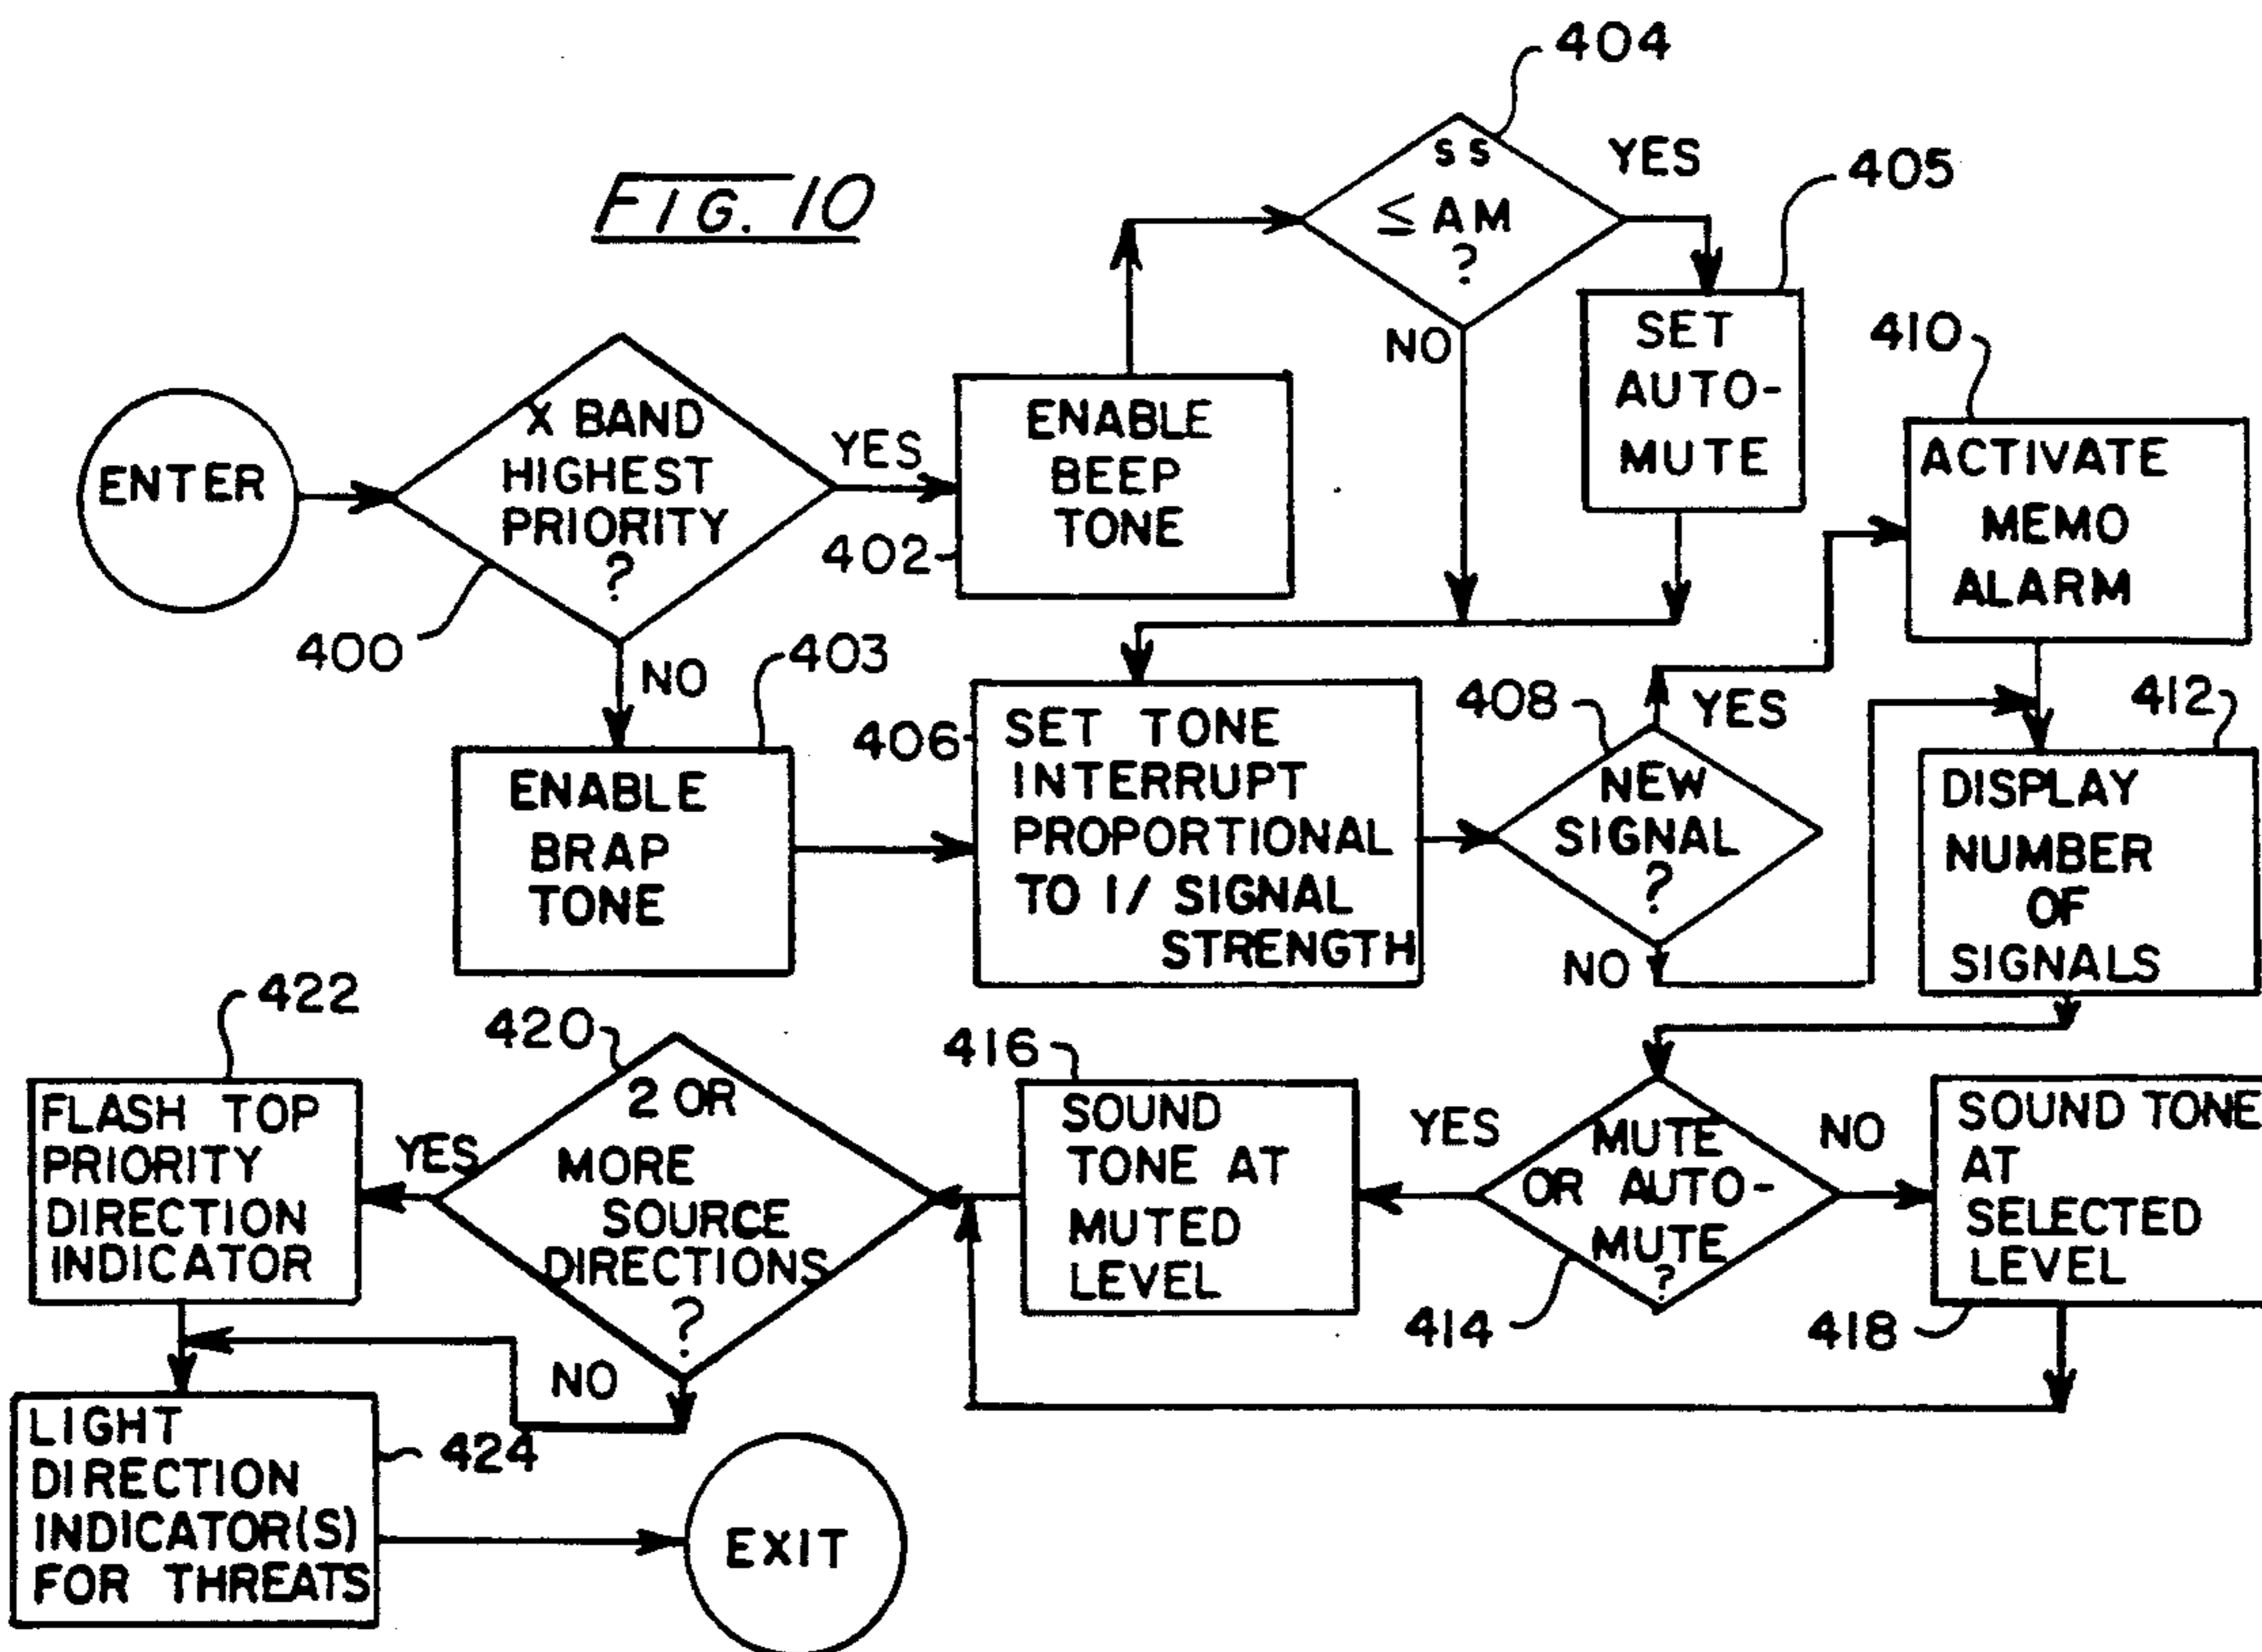 FIG. 10
ENTER
X BAND
HIGHEST
PRIORITY
?
400
YES
NO
402
ENABLE
BEEP
TONE
403
ENABLE
BRAP
TONE
404
SS
≤ AM
?
YES
NO
405
SET
AUTO-
MUTE
406
SET TONE
INTERRUPT
PROPORTIONAL
TO 1/ SIGNAL
STRENGTH
408
NEW
SIGNAL
?
YES
NO
410
ACTIVATE
MEMO
ALARM
412
DISPLAY
NUMBER
OF
SIGNALS
414
MUTE
OR AUTO-
MUTE
?
YES
NO
416
SOUND
TONE AT
MUTED
LEVEL
418
SOUND TONE
AT
SELECTED
LEVEL
420
2 OR
MORE
SOURCE
DIRECTIONS
?
YES
NO
422
FLASH TOP
PRIORITY
DIRECTION
INDICATOR
424
LIGHT
DIRECTION
INDICATOR(S)
FOR THREATS
EXIT